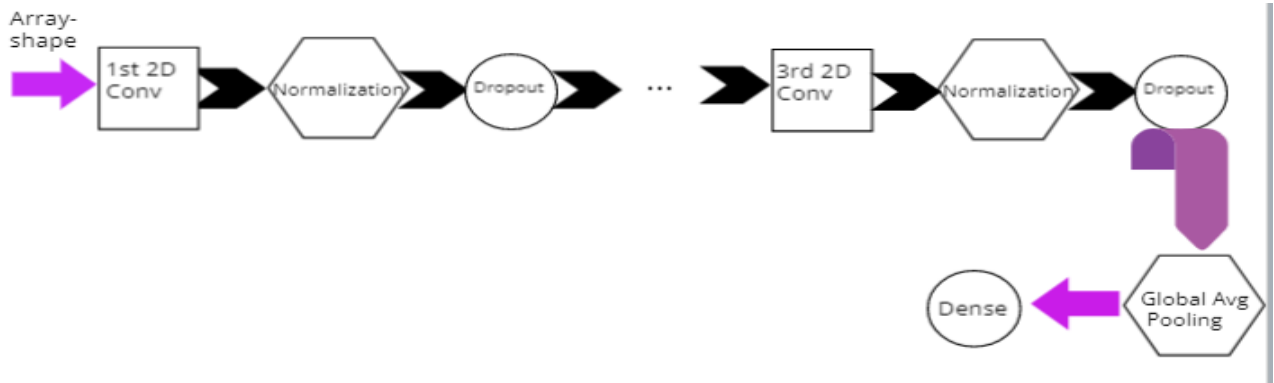 Array-
shape
1st 2D
Conv
Normalization
Dropout
...
3rd 2D
Conv
Normalization
Dropout
Global Avg
Pooling
Dense